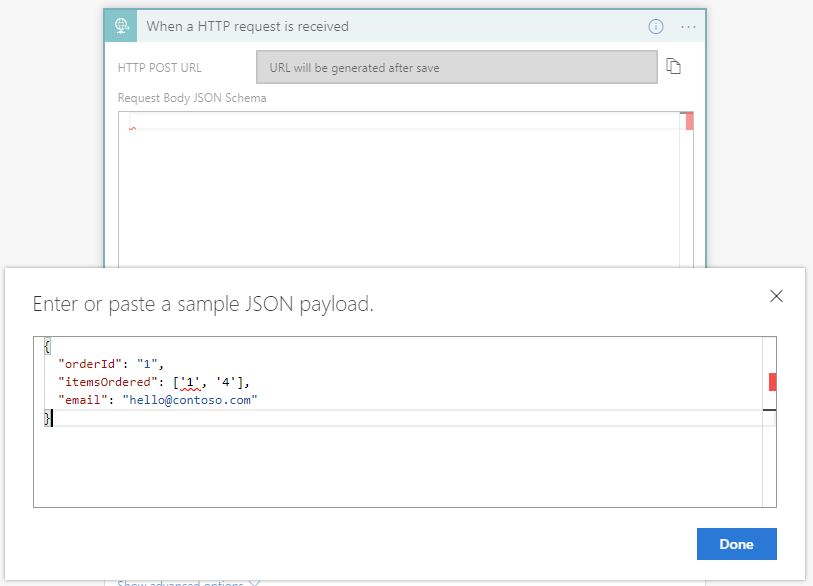 When a HTTP request is received
HTTP POST URL
URL will be generated after save
Request Body JSON Schema
Enter or paste a sample JSON payload.
{
"orderId": "1",
"itemsOrdered": ['1', '4'],
"email": "hello@contoso.com"
}
Done
Show advanced options